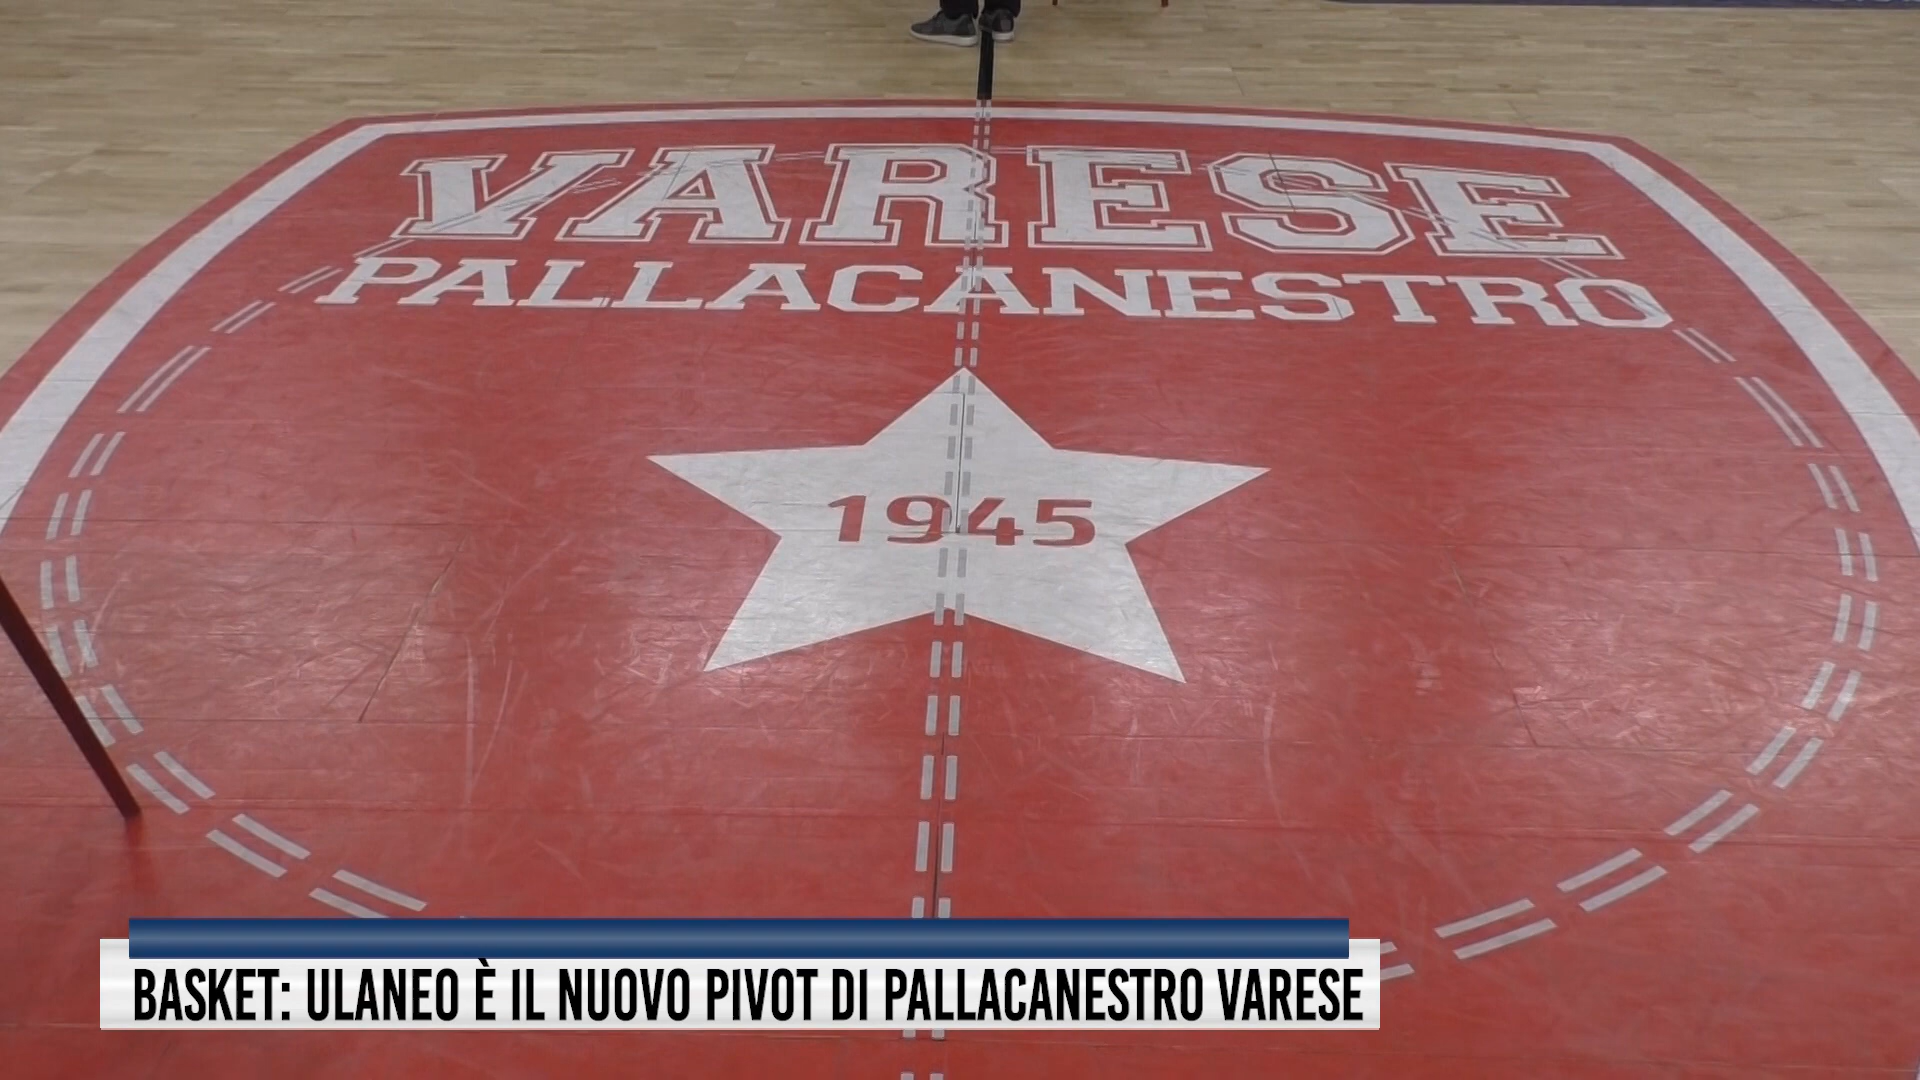 VARESE
PALLACANESTRO
1945
BASKET: ULANEO È IL NUOVO PIVOT DI PALLACANESTRO VARESE